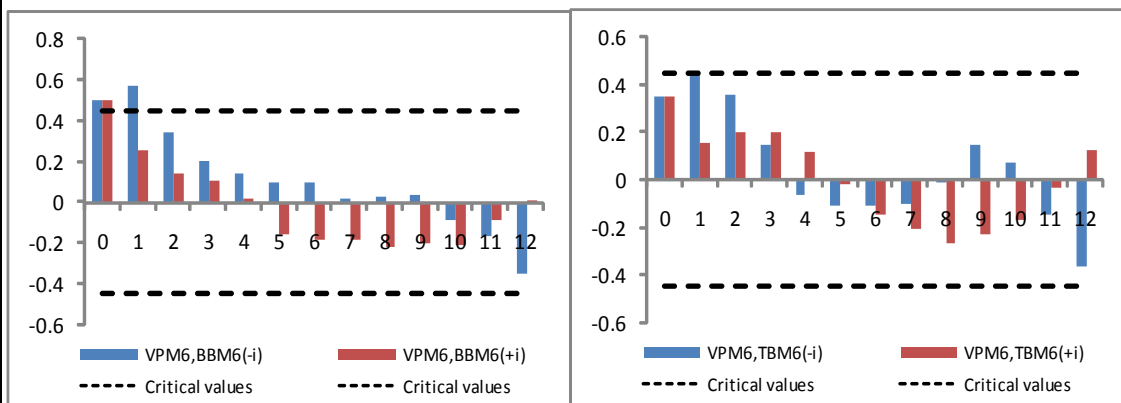 0.8
0.6
0.4
0.2
0
-0.2
-0.4
-0.6
0 1 2 3 4 5 6 7 8 9 10 11 12
VPM6,BBM6(-i) VPM6,BBM6(+i)
Critical values Critical values
0.6
0.4
0.2
0
-0.2
-0.4
-0.6
0 1 2 3 4 5 6 7 8 9 10 11 12
VPM6,TBM6(-i) VPM6,TBM6(+i)
Critical values Critical values